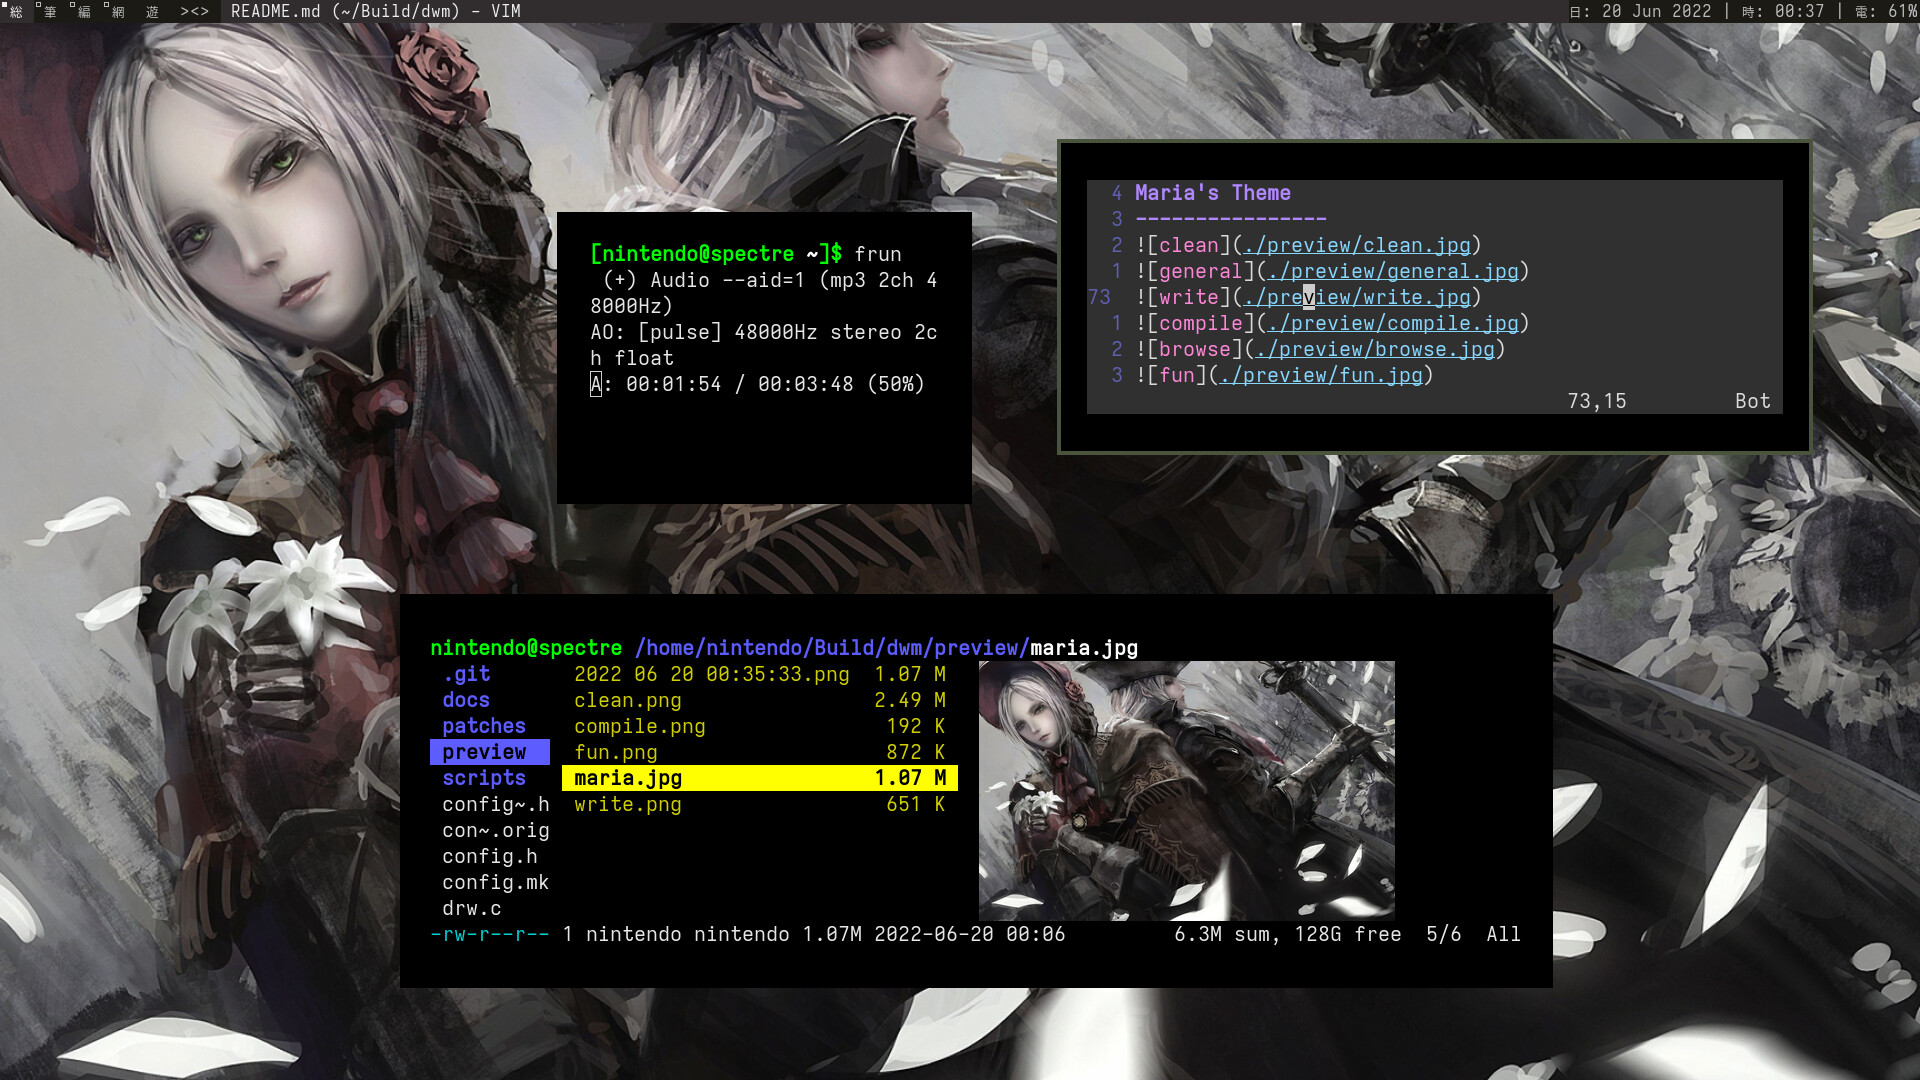 総 筆 編 網 遊 ><> README.md (~/Build/dwm) - VIM
日: 20 Jun 2022 | 時: 00:37 | 電: 61%
[nintendo@spectre ~]$ frun
(+) Audio --aid=1 (mp3 2ch 4
8000Hz)
AO: [pulse] 48000Hz stereo 2c
h float
A: 00:01:54 / 00:03:48 (50%)
4 Maria's Theme
3 ----------------
2 ![clean](./preview/clean.jpg)
1 ![general](./preview/general.jpg)
73 ![write](./preview/write.jpg)
1 ![compile](./preview/compile.jpg)
2 ![browse](./preview/browse.jpg)
3 ![fun](./preview/fun.jpg)
73,15 Bot
nintendo@spectre /home/nintendo/Build/dwm/preview/maria.jpg
.git 2022 06 20 00:35:33.png 1.07 M
docs clean.png 2.49 M
patches compile.png 192 K
preview fun.png 872 K
scripts maria.jpg 1.07 M
config~.h write.png 651 K
con~.orig
config.h
config.mk
drw.c
-rw-r--r-- 1 nintendo nintendo 1.07M 2022-06-20 00:06 6.3M sum, 128G free 5/6 All